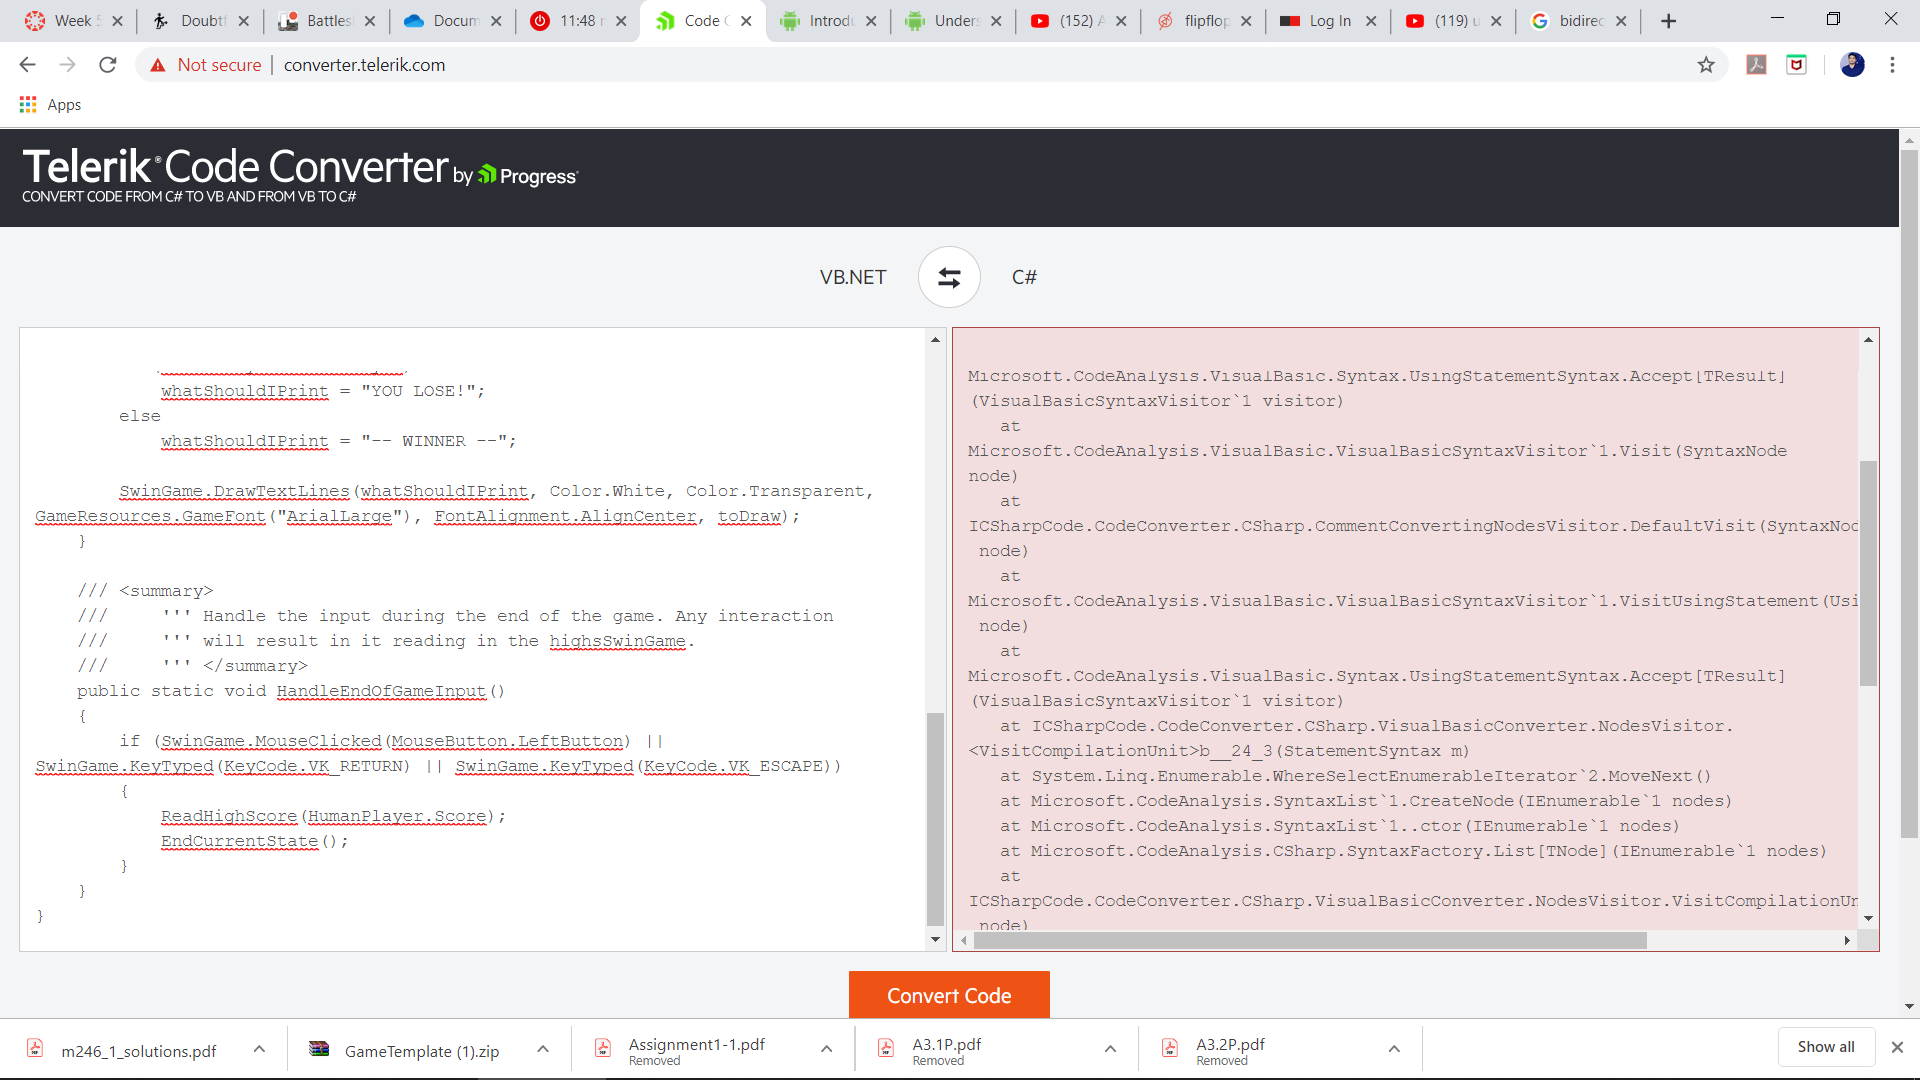 Week 5
Doubtf
Battles
Docum
11:48 r
Code C
Introdu
Unders
(152) A
flipflop
Log In
(119) u
bidirec
Not secure
converter.telerik.com
Apps
Telerik Code Converter by Progress
CONVERT CODE FROM C# TO VB AND FROM VB TO C#
VB.NET
C#
whatShouldIPrint = "YOU LOSE!";
else
whatShouldIPrint = "-- WINNER --";
SwinGame.DrawTextLines(whatShouldIPrint, Color.White, Color.Transparent,
GameResources.GameFont("ArialLarge"), FontAlignment.AlignCenter, toDraw);
}
/// <summary>
/// ''' Handle the input during the end of the game. Any interaction
/// ''' will result in it reading in the highsSwinGame.
/// ''' </summary>
public static void HandleEndOfGameInput()
{
if (SwinGame.MouseClicked(MouseButton.LeftButton) ||
SwinGame.KeyTyped(KeyCode.VK_RETURN) || SwinGame.KeyTyped(KeyCode.VK_ESCAPE))
{
ReadHighScore(HumanPlayer.Score);
EndCurrentState();
}
}
}
Microsoft.CodeAnalysis.VisualBasic.Syntax.UsingStatementSyntax.Accept[TResult]
(VisualBasicSyntaxVisitor`1 visitor)
at
Microsoft.CodeAnalysis.VisualBasic.VisualBasicSyntaxVisitor`1.Visit(SyntaxNode
node)
at
ICSharpCode.CodeConverter.CSharp.CommentConvertingNodesVisitor.DefaultVisit(SyntaxNod
node)
at
Microsoft.CodeAnalysis.VisualBasic.VisualBasicSyntaxVisitor`1.VisitUsingStatement(Usi
node)
at
Microsoft.CodeAnalysis.VisualBasic.Syntax.UsingStatementSyntax.Accept[TResult]
(VisualBasicSyntaxVisitor`1 visitor)
at ICSharpCode.CodeConverter.CSharp.VisualBasicConverter.NodesVisitor.
<VisitCompilationUnit>b__24_3(StatementSyntax m)
at System.Linq.Enumerable.WhereSelectEnumerableIterator`2.MoveNext()
at Microsoft.CodeAnalysis.SyntaxList`1.CreateNode(IEnumerable`1 nodes)
at Microsoft.CodeAnalysis.SyntaxList`1..ctor(IEnumerable`1 nodes)
at Microsoft.CodeAnalysis.CSharp.SyntaxFactory.List[TNode](IEnumerable`1 nodes)
at
ICSharpCode.CodeConverter.CSharp.VisualBasicConverter.NodesVisitor.VisitCompilationUn
node)
Convert Code
m246_1_solutions.pdf
GameTemplate (1).zip
Assignment1-1.pdf
Removed
A3.1P.pdf
Removed
A3.2P.pdf
Removed
Show all